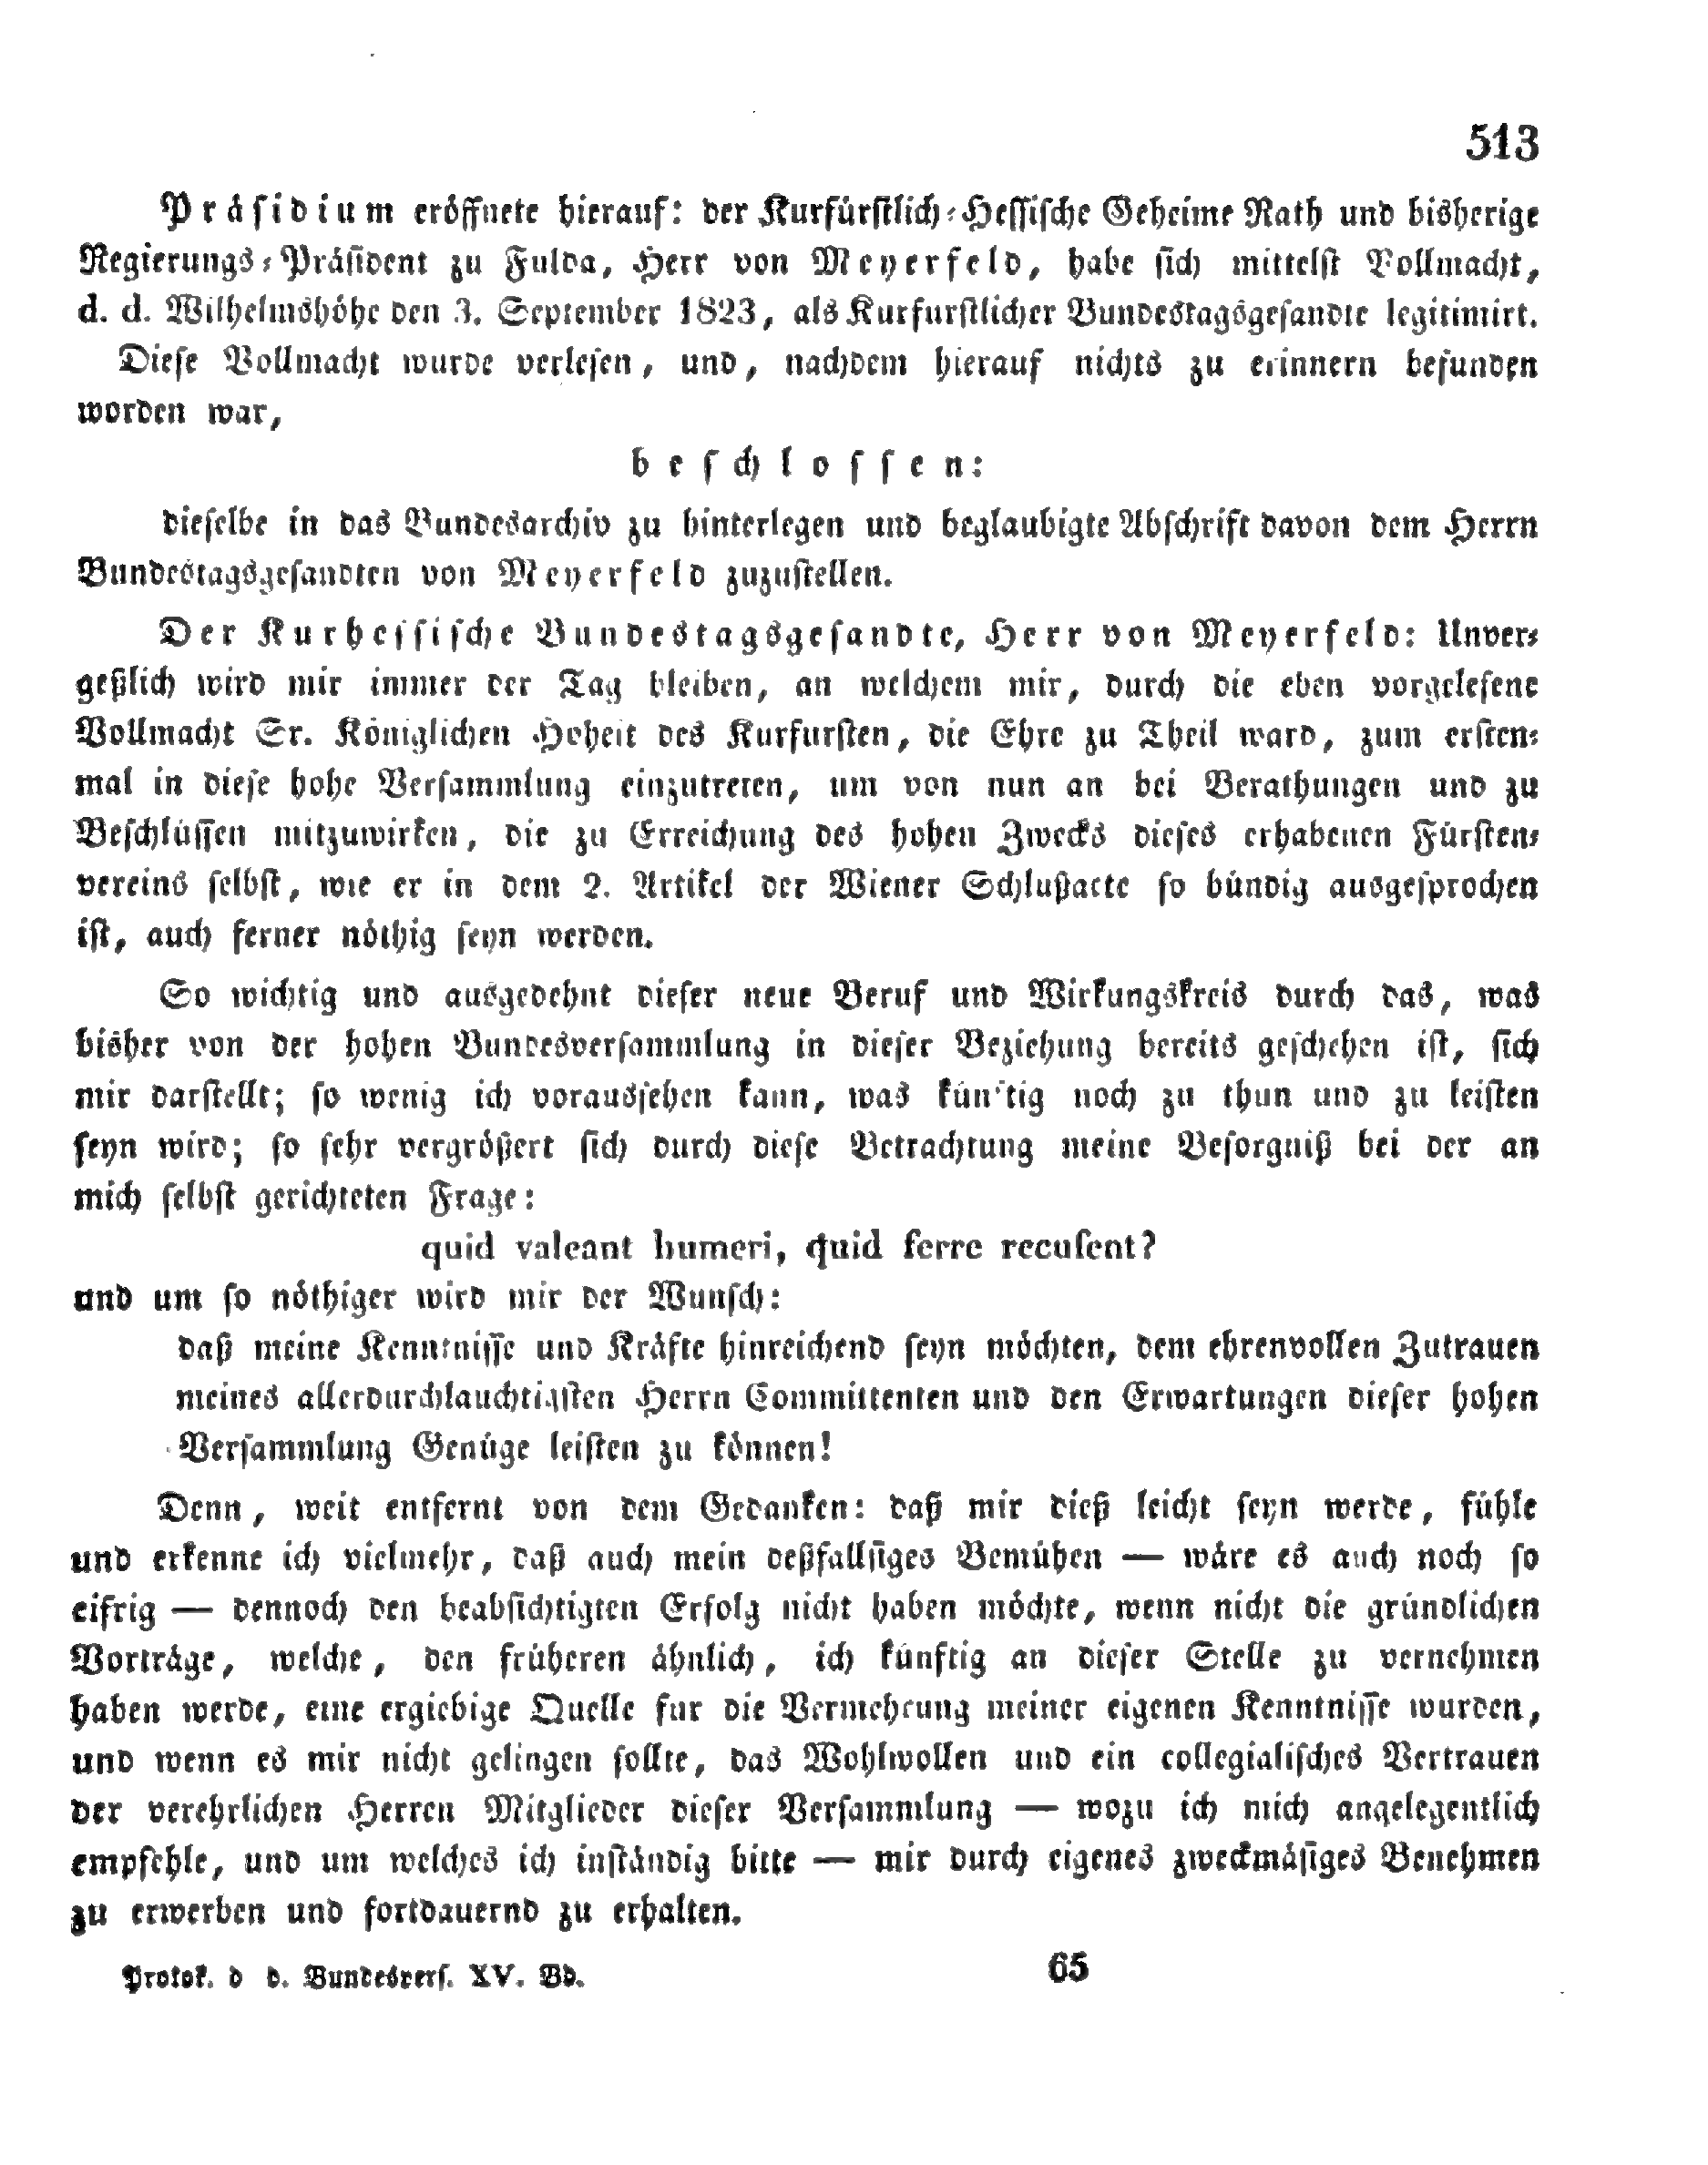 513
Präsidium eröffnete hierauf: der Kurfürstlich-Hessische Geheime Rath und bisherige
Regierungs-Präsident zu Fulda, Herr von Meyerfeld, habe sich mittelst Vollmacht,
d. d. Wilhelmshöhe den 3. September 1823, als Kurfurstlicher Bundestagsgesandte legitimirt.
Diese Vollmacht wurde verlesen, und, nachdem hierauf nichts zu erinnern befunden
worden war,
beschlossen:
dieselbe in das Bundesarchiv zu hinterlegen und beglaubigte Abschrift davon dem Herrn
Bundestagsgesandten von Meyerfeld zuzustellen.
Der Kurhessische Bundestagsgesandte, Herr von Meyerfeld: Unver-
geßlich wird mir immer der Tag bleiben, an welchem mir, durch die eben vorgelesene
Vollmacht Sr. Königlichen Hoheit des Kurfursten, die Ehre zu Theil ward, zum ersten-
mal in diese hohe Versammlung einzutreten, um von nun an bei Berathungen und zu
Beschlüssen mitzuwirken, die zu Erreichung des hohen Zwecks dieses erhabenen Fürsten-
vereins selbst, wie er in dem 2. Artikel der Wiener Schlußacte so bündig ausgesprochen
ist, auch ferner nöthig seyn werden.
So wichtig und ausgedehnt dieser neue Beruf und Wirkungskreis durch das, was
bisher von der hohen Bundesversammlung in dieser Beziehung bereits geschehen ist, sich
mir darstellt; so wenig ich voraussehen kann, was künftig noch zu thun und zu leisten
seyn wird; so sehr vergrößert sich durch diese Betrachtung meine Besorgniß bei der an
mich selbst gerichteten Frage:
quid valeant humeri, quid ferre recuſent?
und um so nöthiger wird mir der Wunsch:
daß meine Kenntnisse und Kräfte hinreichend seyn möchten, dem ehrenvollen Zutrauen
meines allerdurchlauchtigsten Herrn Committenten und den Erwartungen dieser hohen
Versammlung Genüge leisten zu können!
Denn, weit entfernt von dem Gedanken: daß mir dieß leicht seyn werde, fühle
und erkenne ich vielmehr, daß auch mein deßfallsiges Bemühen — wäre es auch noch so
eifrig — dennoch den beabsichtigten Erfolg nicht haben möchte, wenn nicht die gründlichen
Vorträge, welche, den früheren ähnlich, ich künftig an dieser Stelle zu vernehmen
haben werde, eine ergiebige Quelle fur die Vermehrung meiner eigenen Kenntnisse wurden,
und wenn es mir nicht gelingen sollte, das Wohlwollen und ein collegialisches Vertrauen
der verehrlichen Herren Mitglieder dieser Versammlung — wozu ich mich angelegentlich
empfehle, und um welches ich inständig bitte — mir durch eigenes zweckmäsiges Benehmen
zu erwerben und fortdauernd zu erhalten.
Protok. d d. Bundesvers. XV. Bd. 65